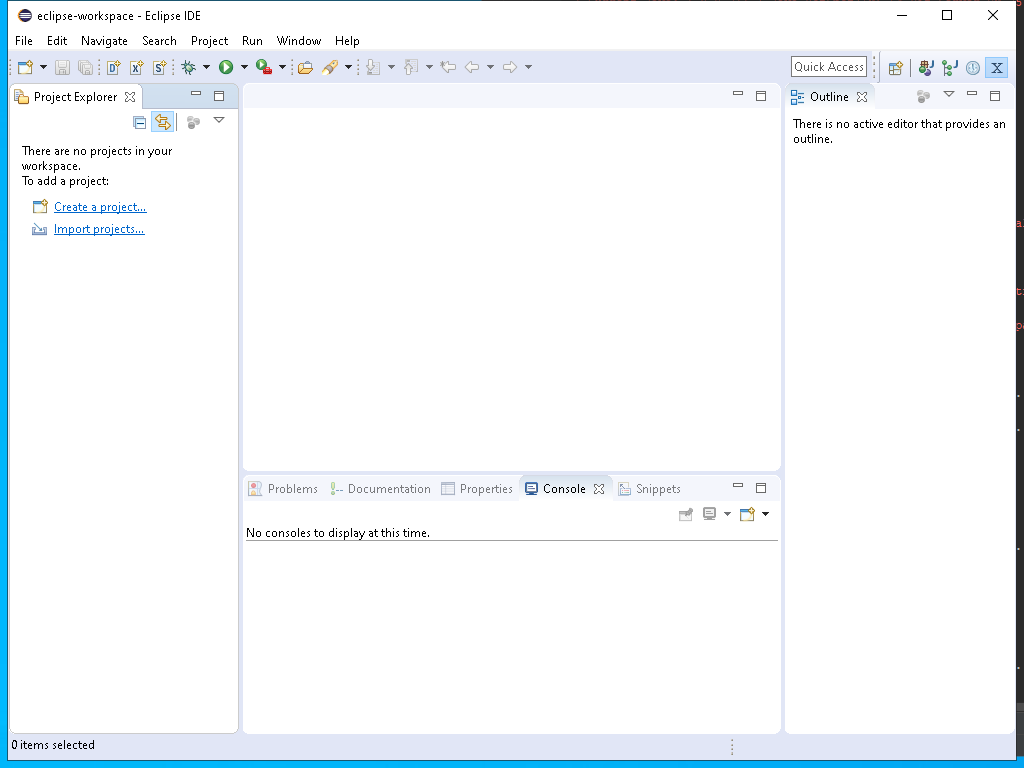 eclipse-workspace - Eclipse IDE
File Edit Navigate Search Project Run Window Help
Quick Access
Project Explorer
There are no projects in your
workspace.
To add a project:
Create a project...
Import projects...
Outline
There is no active editor that provides an
outline.
Problems Documentation Properties Console Snippets
No consoles to display at this time.
0 items selected